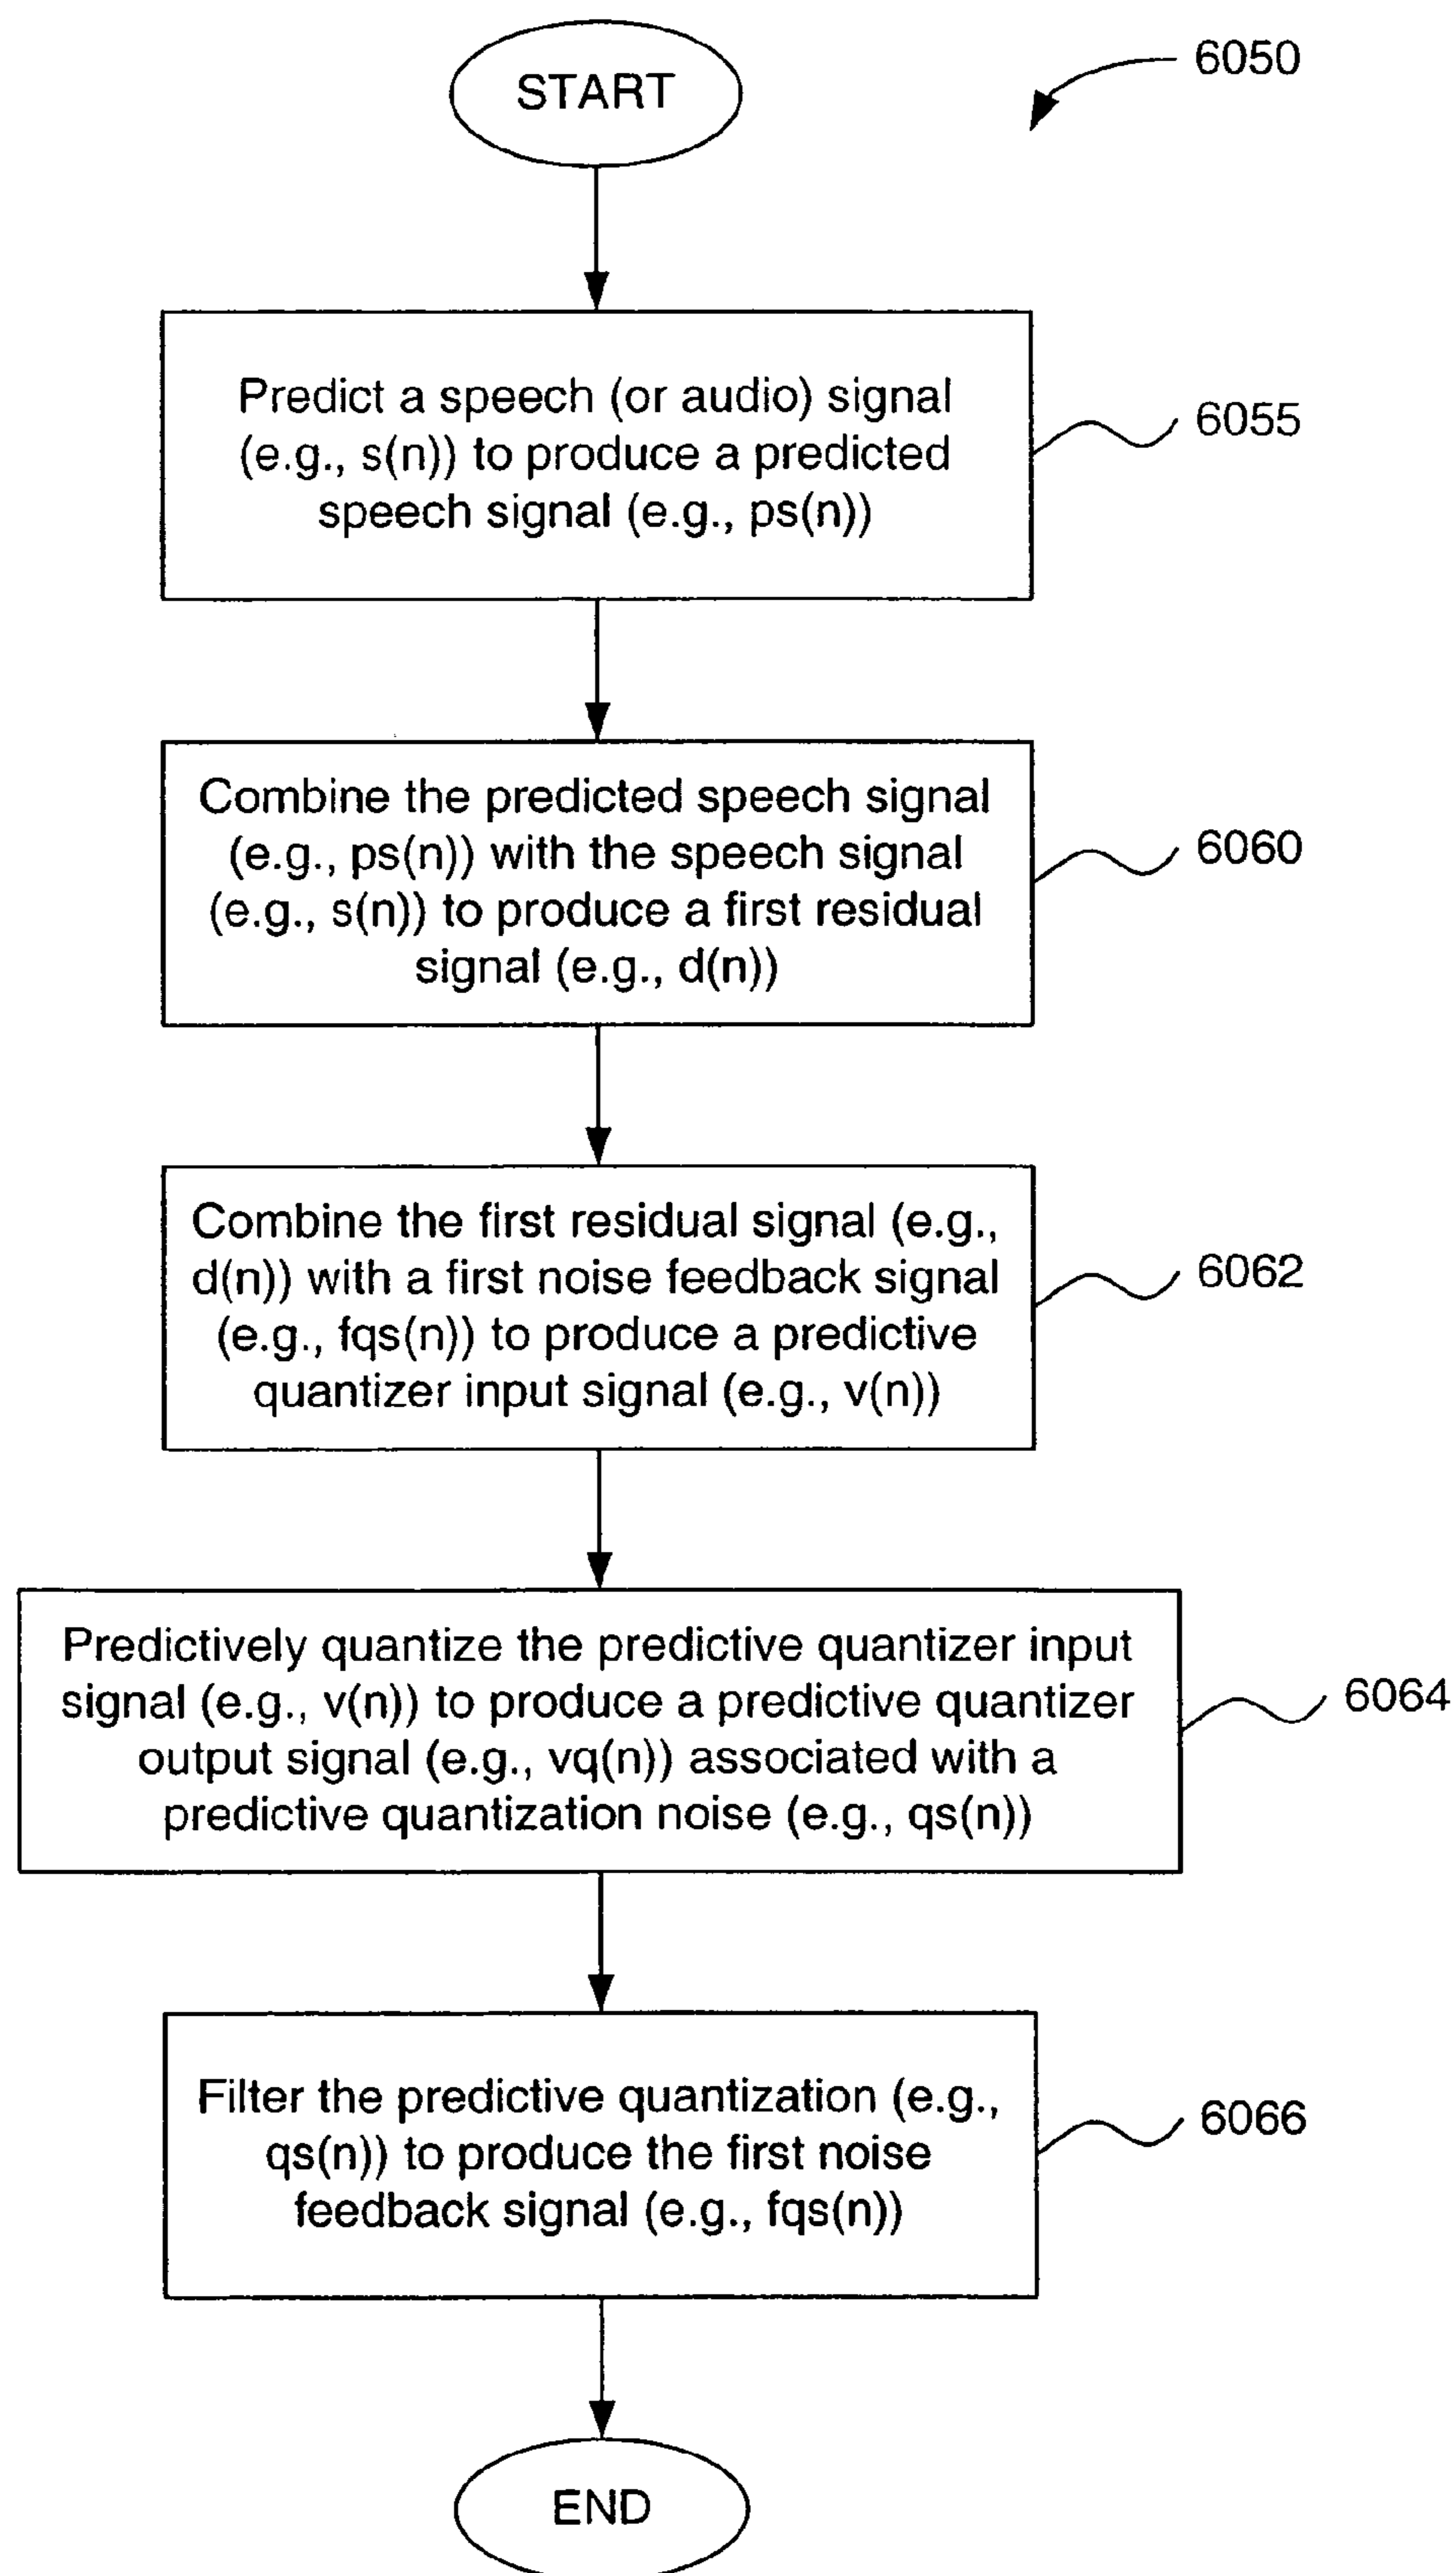 START
6050
Predict a speech (or audio) signal
(e.g., s(n)) to produce a predicted
speech signal (e.g., ps(n))
6055
Combine the predicted speech signal
(e.g., ps(n)) with the speech signal
(e.g., s(n)) to produce a first residual
signal (e.g., d(n))
6060
Combine the first residual signal (e.g.,
d(n)) with a first noise feedback signal
(e.g., fqs(n)) to produce a predictive
quantizer input signal (e.g., v(n))
6062
Predictively quantize the predictive quantizer input
signal (e.g., v(n)) to produce a predictive quantizer
output signal (e.g., vq(n)) associated with a
predictive quantization noise (e.g., qs(n))
6064
Filter the predictive quantization (e.g.,
qs(n)) to produce the first noise
feedback signal (e.g., fqs(n))
6066
END